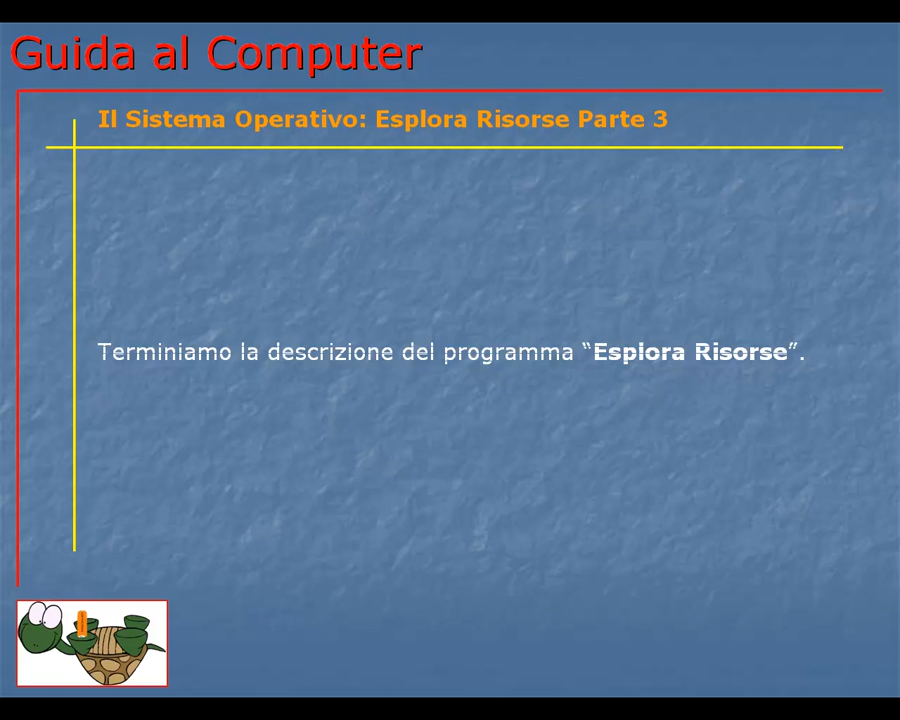 Guida al Computer
Il Sistema Operativo: Esplora Risorse Parte 3
Terminiamo la descrizione del programma “Esplora Risorse”.